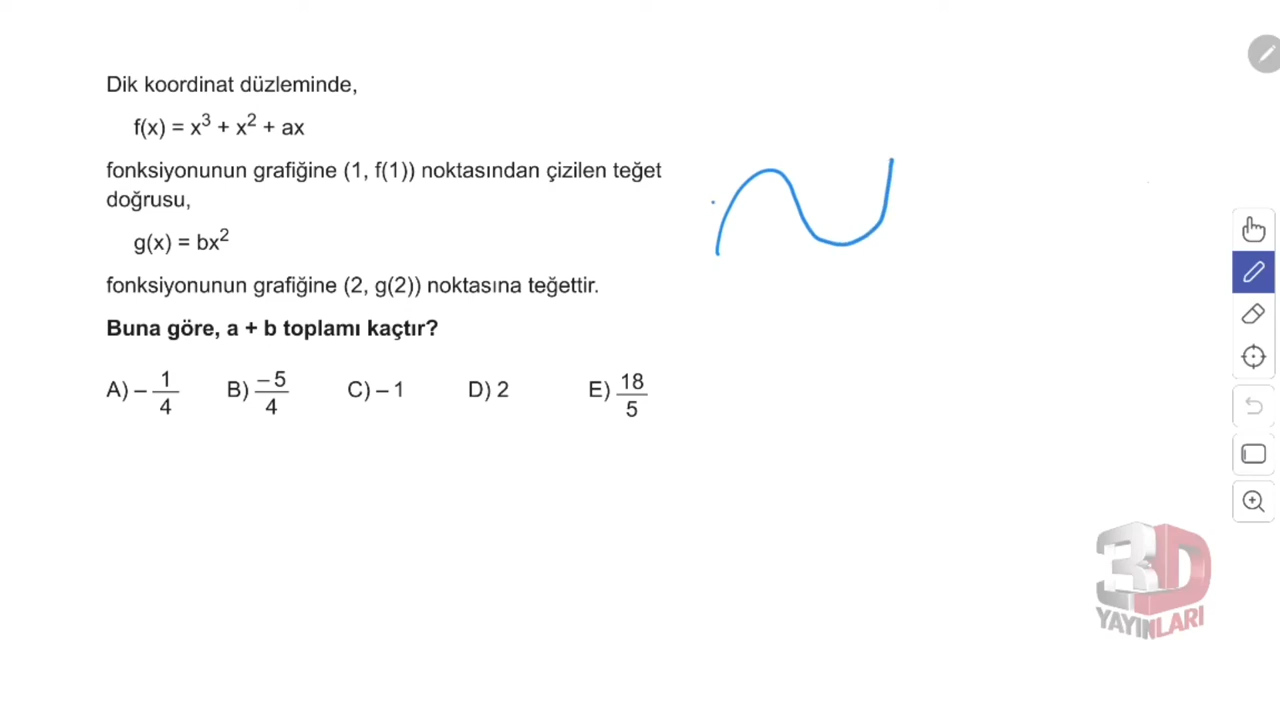 Dik koordinat düzleminde,
f(x) = x³ + x² + ax
fonksiyonunun grafiğine (1, f(1)) noktasından çizilen teğet
doğrusu,
g(x) = bx²
fonksiyonunun grafiğine (2, g(2)) noktasına teğettir.
Buna göre, a + b toplamı kaçtır?
A) – 1/4 B) –5/4 C) – 1 D) 2 E) 18/5
3D
YAYINLARI